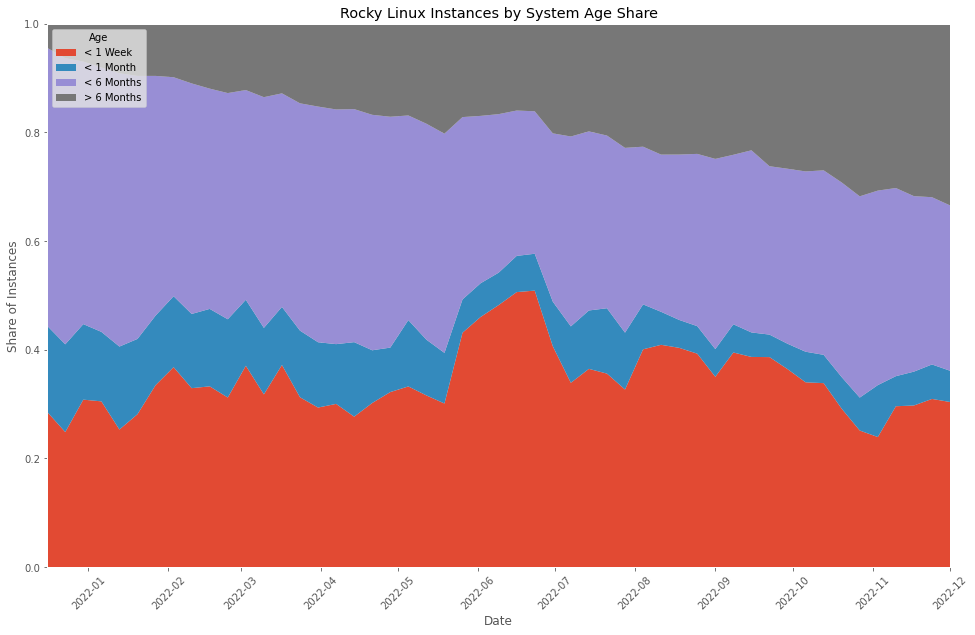 Rocky Linux Instances by System Age Share
Age
< 1 Week
< 1 Month
< 6 Months
> 6 Months
Share of Instances
1.0
0.8
0.6
0.4
0.2
0.0
2022-01
2022-02
2022-03
2022-04
2022-05
2022-06
2022-07
2022-08
2022-09
2022-10
2022-11
2022-12
Date